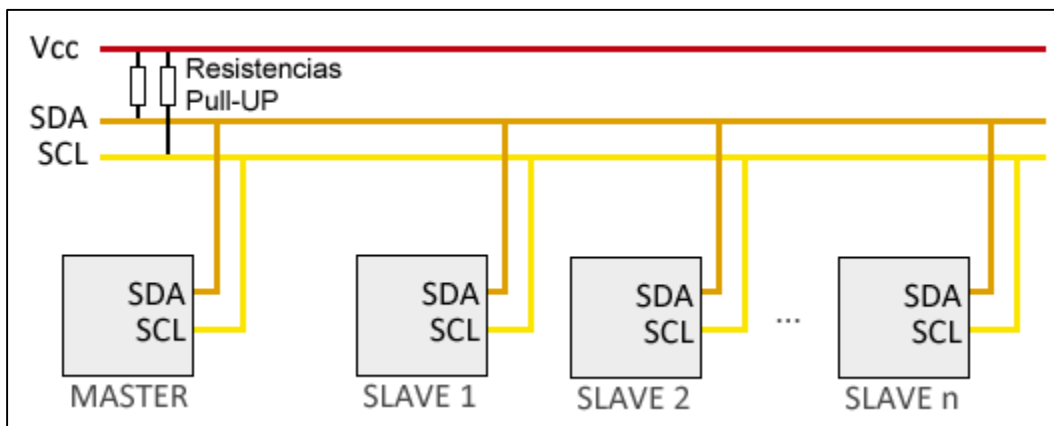 Vcc
Resistencias
Pull-UP
SDA
SCL
SDA
SCL
MASTER
SDA
SCL
SLAVE 1
SDA
SCL
SLAVE 2
...
SDA
SCL
SLAVE n